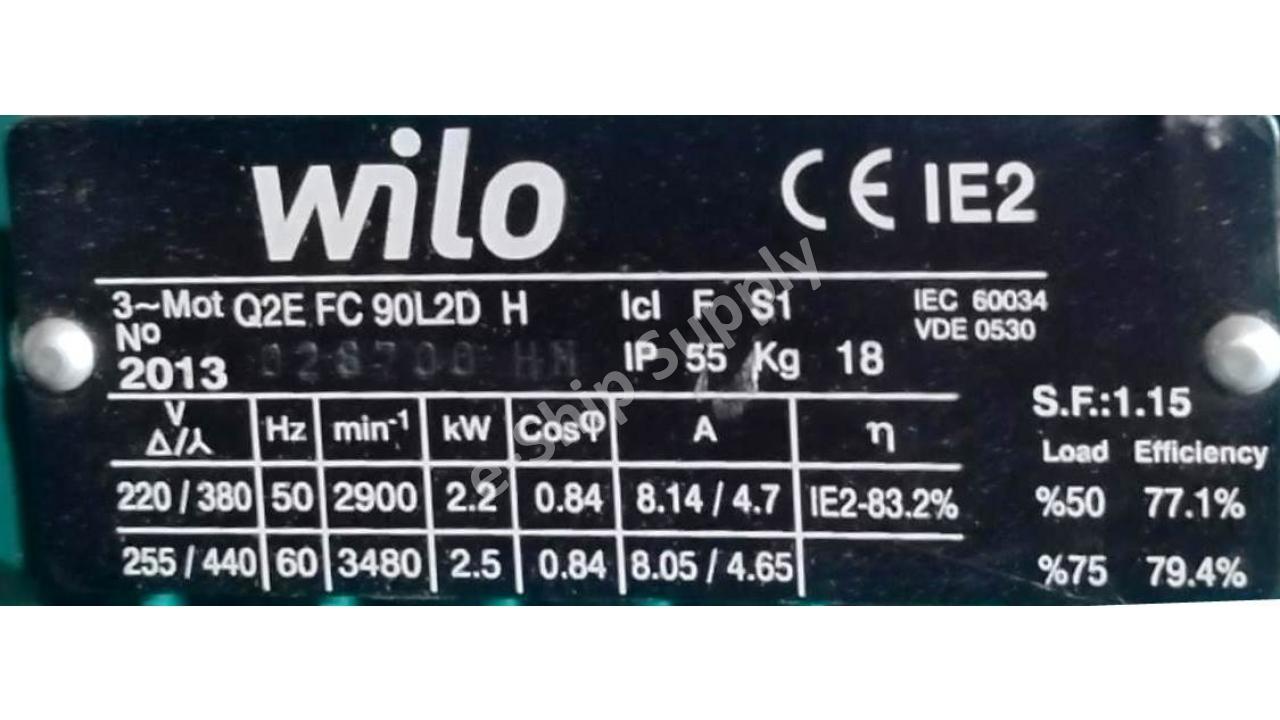 wilo CE IE2
3~Mot Q2E FC 90L2D H Icl F S1 IEC 60034
No IP 55 Kg 18 VDE 0530
2013
V Δ/⅄ Hz min-1 kW Cosφ A η
220 / 380 50 2900 2.2 0.84 8.14 / 4.7 IE2-83.2%
255 / 440 60 3480 2.5 0.84 8.05 / 4.65
S.F.:1.15
Load Efficiency
%50 77.1%
%75 79.4%
e-Ship Supply